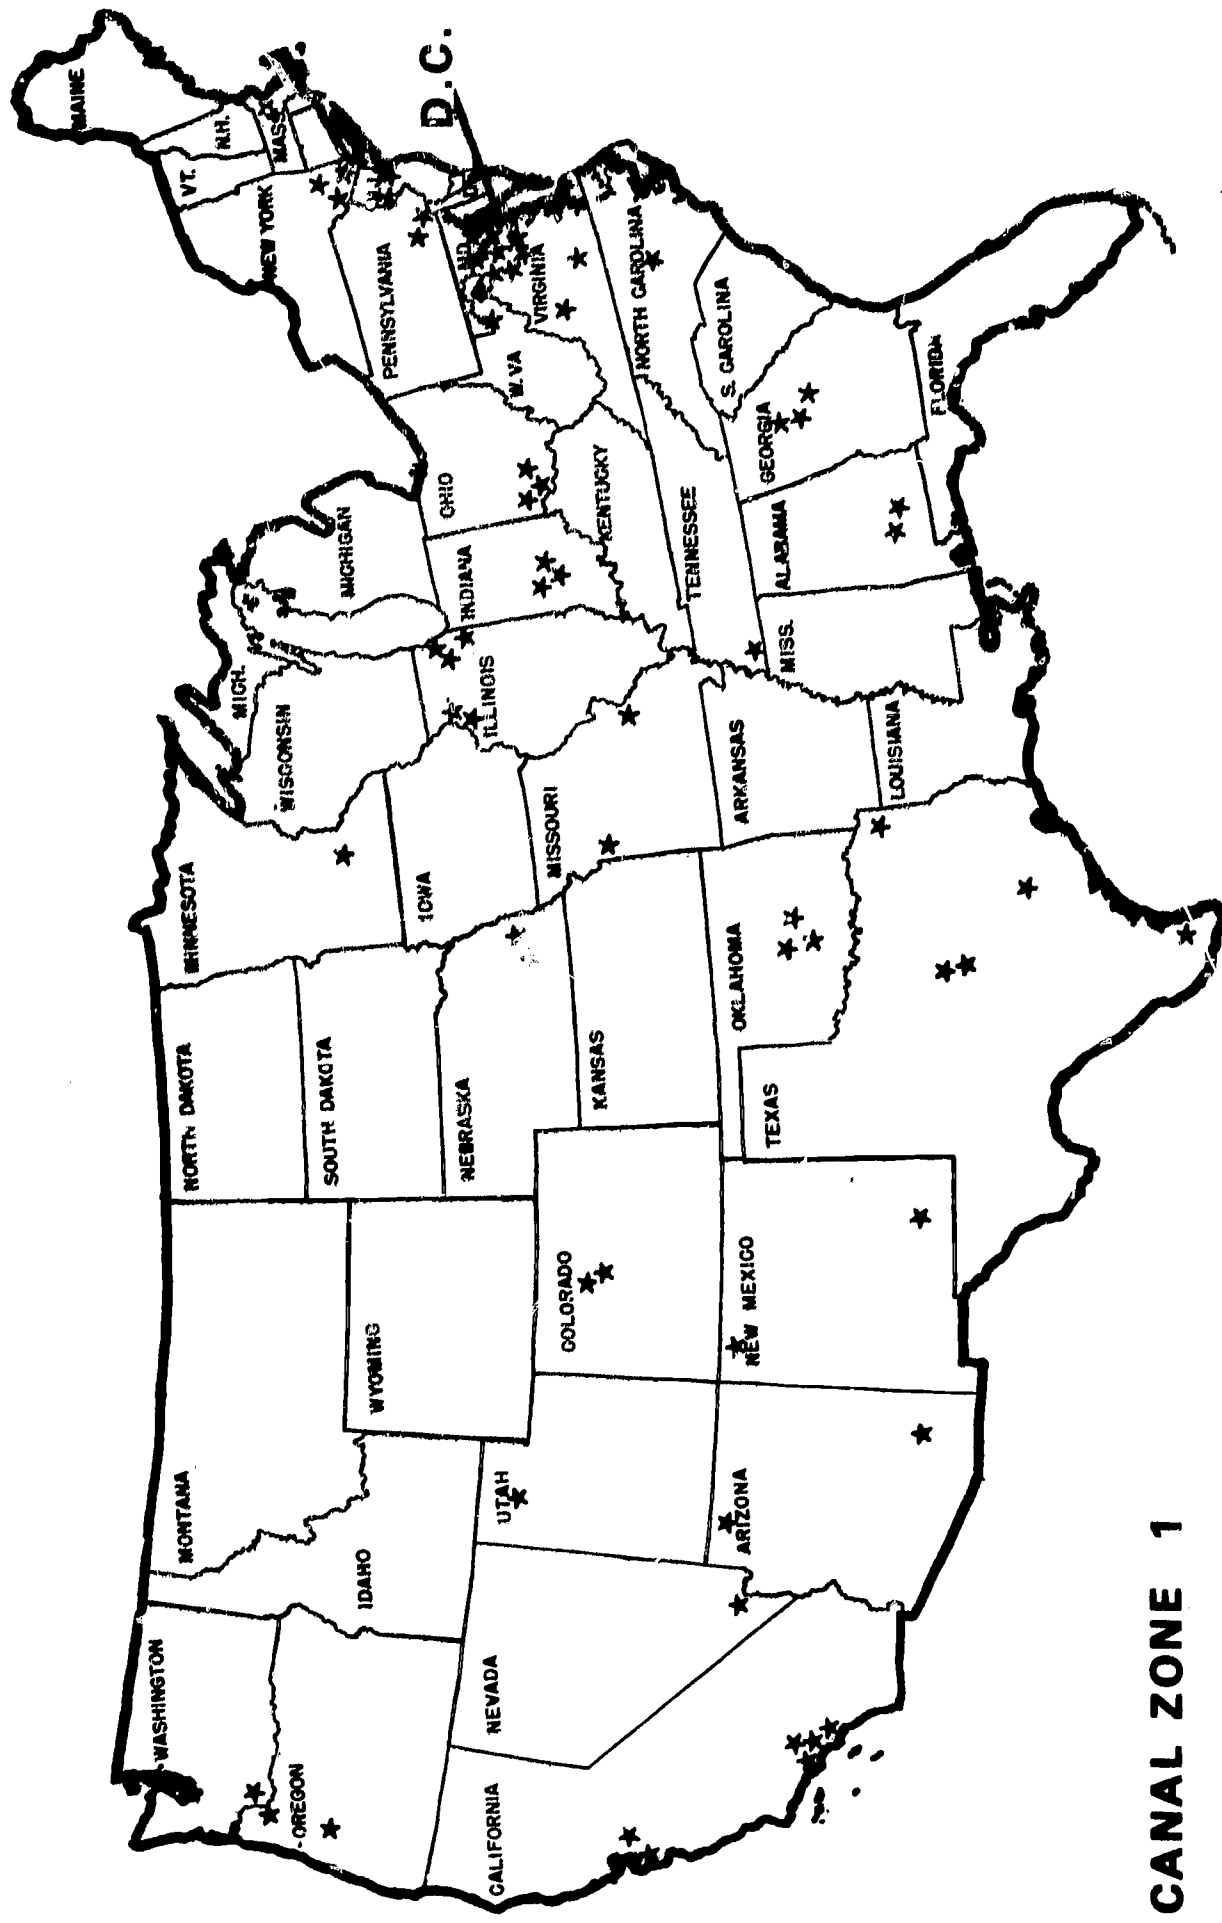 WASHINGTON
MONTANA
NORTH DAKOTA
MINNESOTA
MICH.
WISCONSIN
MICHIGAN
NEW YORK
VT.
N.H.
MAINE
MASS.
OREGON
IDAHO
WYOMING
SOUTH DAKOTA
IOWA
ILLINOIS
INDIANA
OHIO
PENNSYLVANIA
D.C.
CALIFORNIA
NEVADA
UTAH
COLORADO
NEBRASKA
KANSAS
MISSOURI
KENTUCKY
W. VA
VIRGINIA
MD
ARIZONA
NEW MEXICO
TEXAS
OKLAHOMA
ARKANSAS
TENNESSEE
NORTH CAROLINA
S. CAROLINA
LOUISIANA
MISS.
ALABAMA
GEORGIA
FLORIDA
CANAL ZONE 1